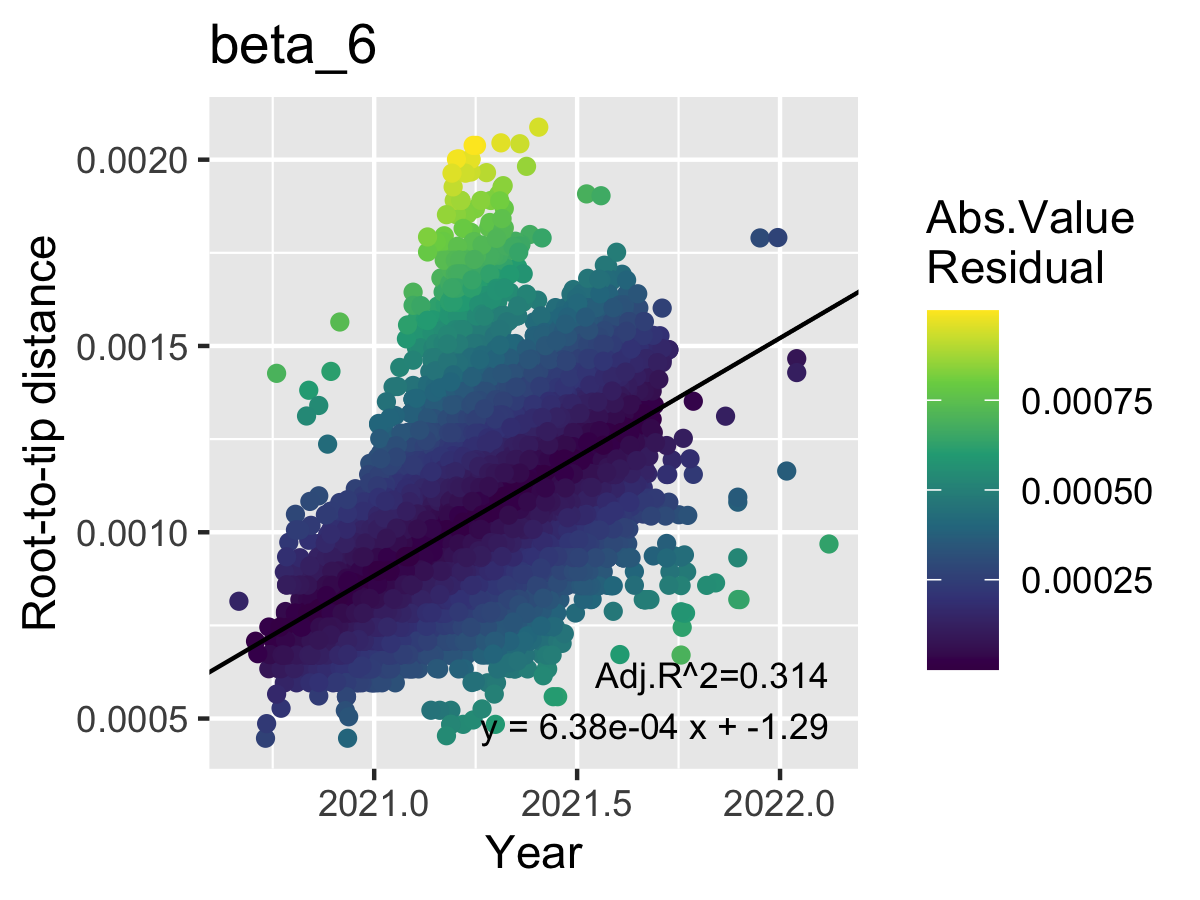 beta_6
Root-to-tip distance
0.0020
0.0015
0.0010
0.0005
Adj.R^2=0.314
y = 6.38e-04 x + -1.29
2021.0
2021.5
2022.0
Year
Abs.Value
Residual
0.00075
0.00050
0.00025